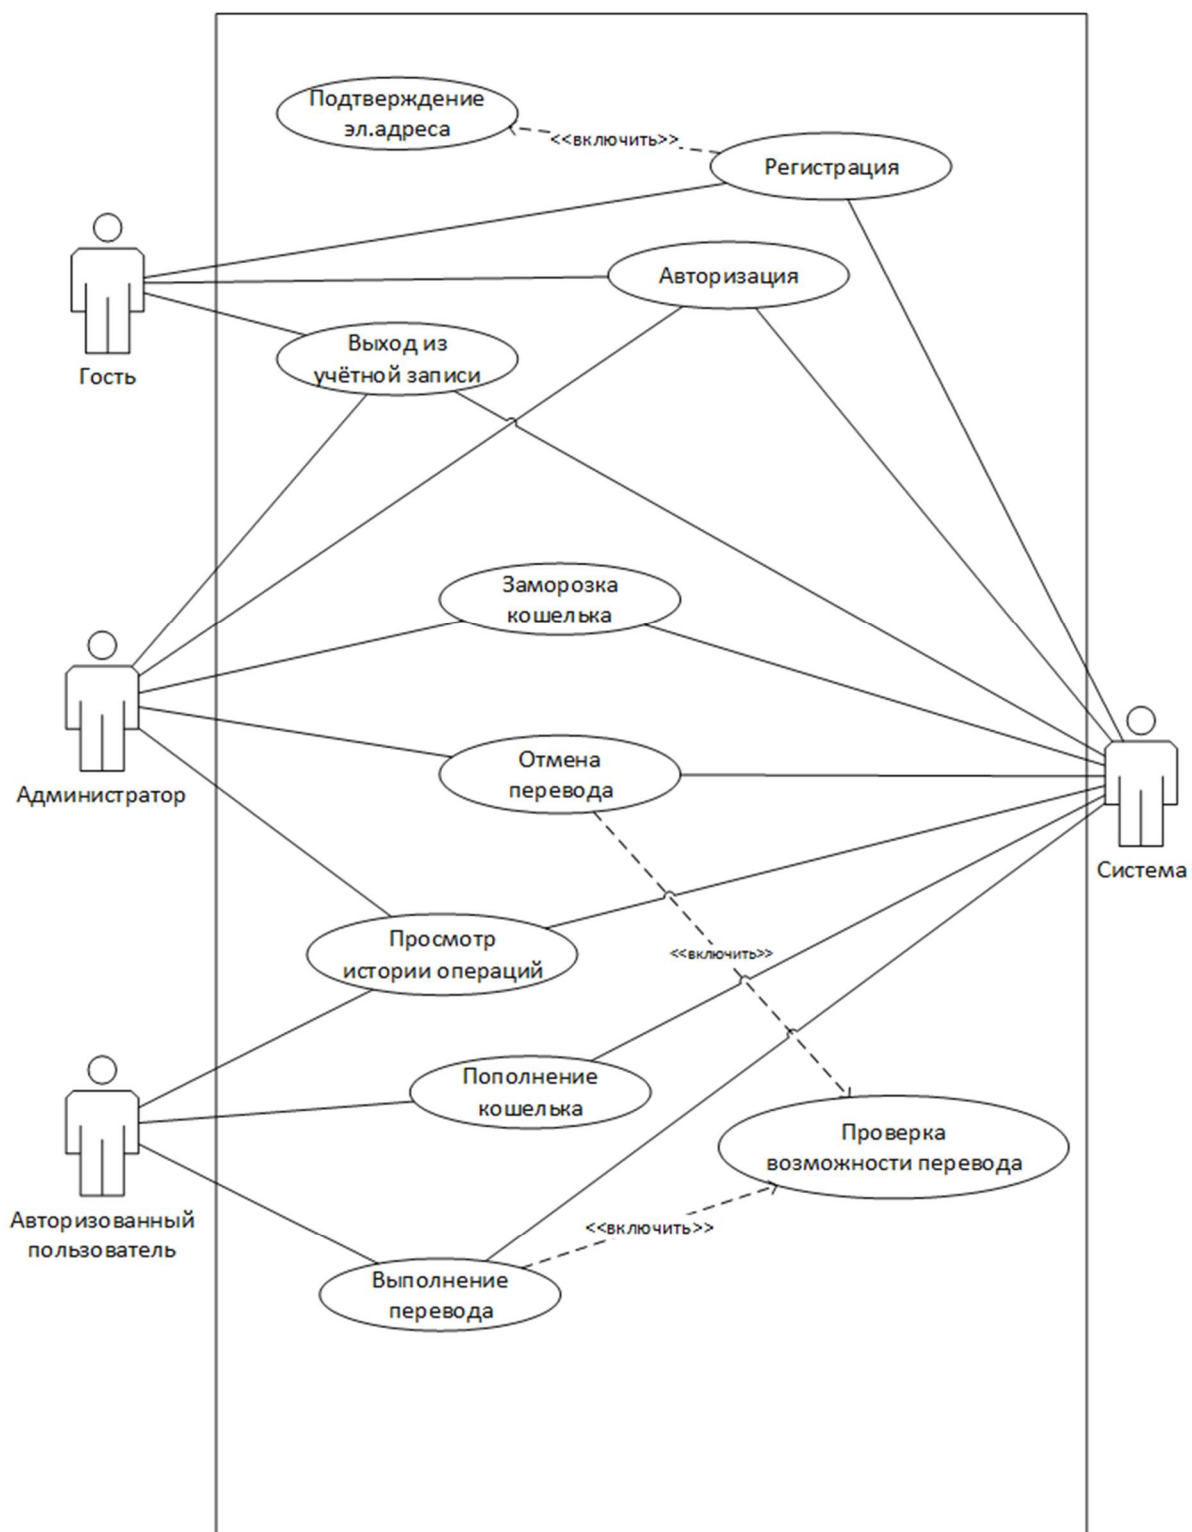 Подтверждение
эл.адреса
<<включить>>
Регистрация
Авторизация
Выход из
учётной записи
Гость
Заморозка
кошелька
Отмена
перевода
Администратор
Система
Просмотр
истории операций
<<включить>>
Пополнение
кошелька
Проверка
возможности перевода
Авторизованный
пользователь
<<включить>>
Выполнение
перевода